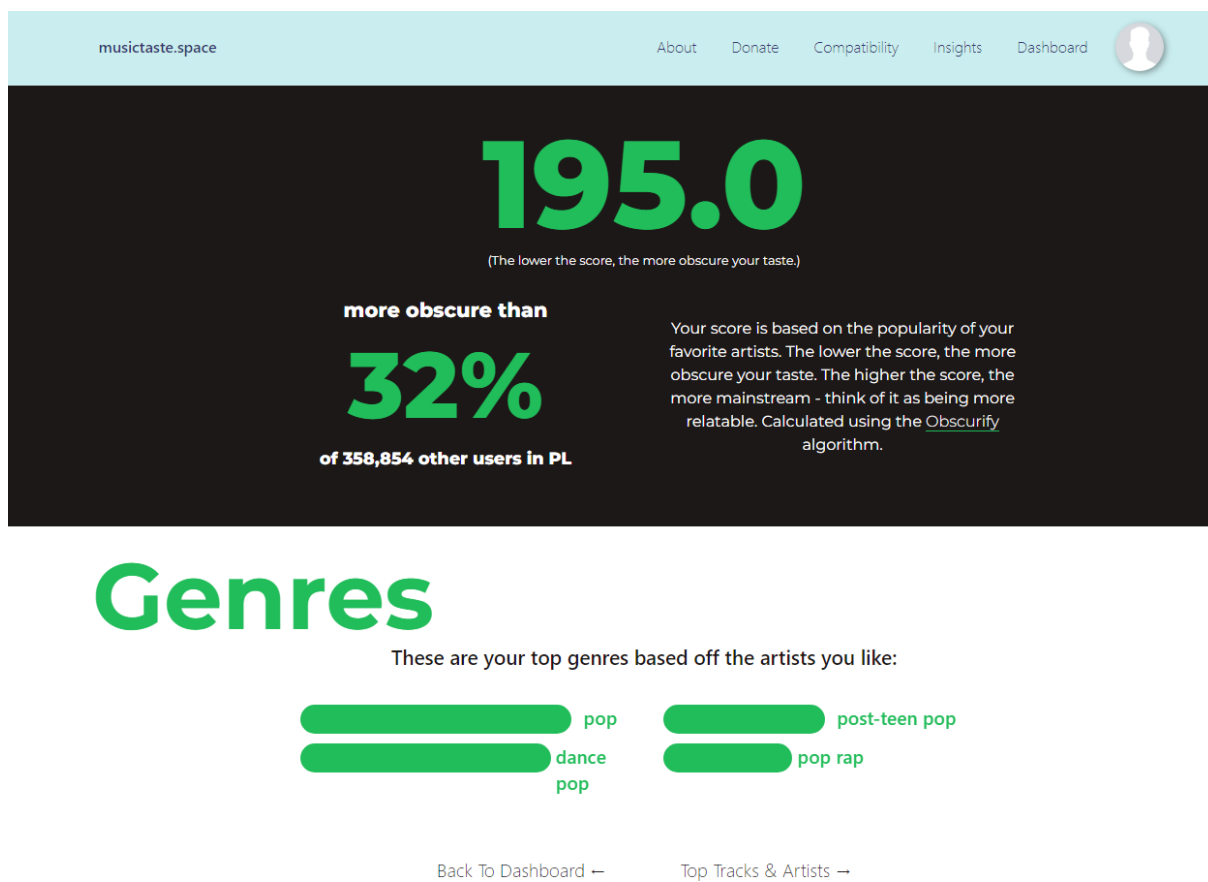 musictaste.space
About
Donate
Compatibility
Insights
Dashboard
195.0
(The lower the score, the more obscure your taste.)
more obscure than
32%
of 358,854 other users in PL
Your score is based on the popularity of your
favorite artists. The lower the score, the more
obscure your taste. The higher the score, the
more mainstream - think of it as being more
relatable. Calculated using the Obscurify
algorithm.
Genres
These are your top genres based off the artists you like:
pop
dance
pop
post-teen pop
pop rap
Back To Dashboard ←
Top Tracks & Artists →